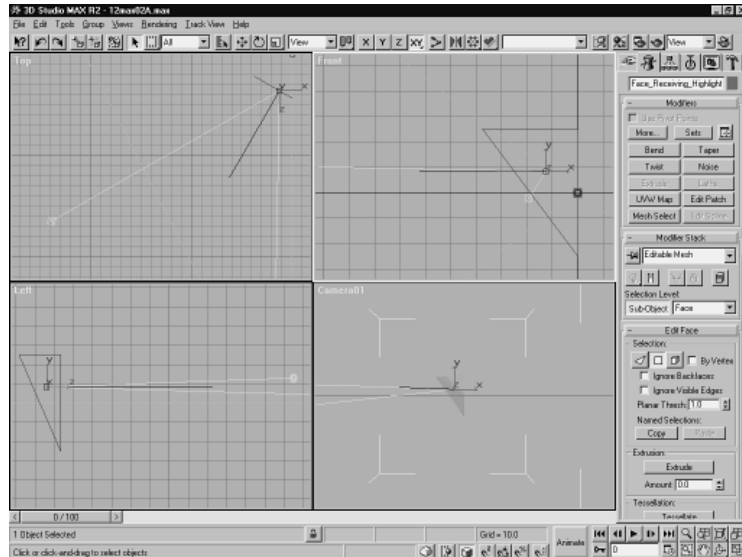 3D Studio MAX R2 - 12max02A.max
File Edit Tools Group Views Rendering Track View Help
All
View
X Y Z XY
View
Top
Front
Left
Camera01
Face_Receiving_Highlight
Modifiers
Use Pivot Points
More... Sets
Bend Taper
Twist Noise
Extrude Lathe
UVW Map Edit Patch
Mesh Select Edit Spline
Modifier Stack
Editable Mesh
Selection Level:
Sub-Object Face
Edit Face
Selection:
By Vertex
Ignore Backfaces
Ignore Visible Edges
Planar Thresh: 1.0
Named Selections:
Copy Paste
Extrusion:
Extrude
Amount: 0.0
Tessellation:
Tessellate
0 / 100
1 Object Selected
Grid = 10.0
Animate
0
Click or click-and-drag to select objects